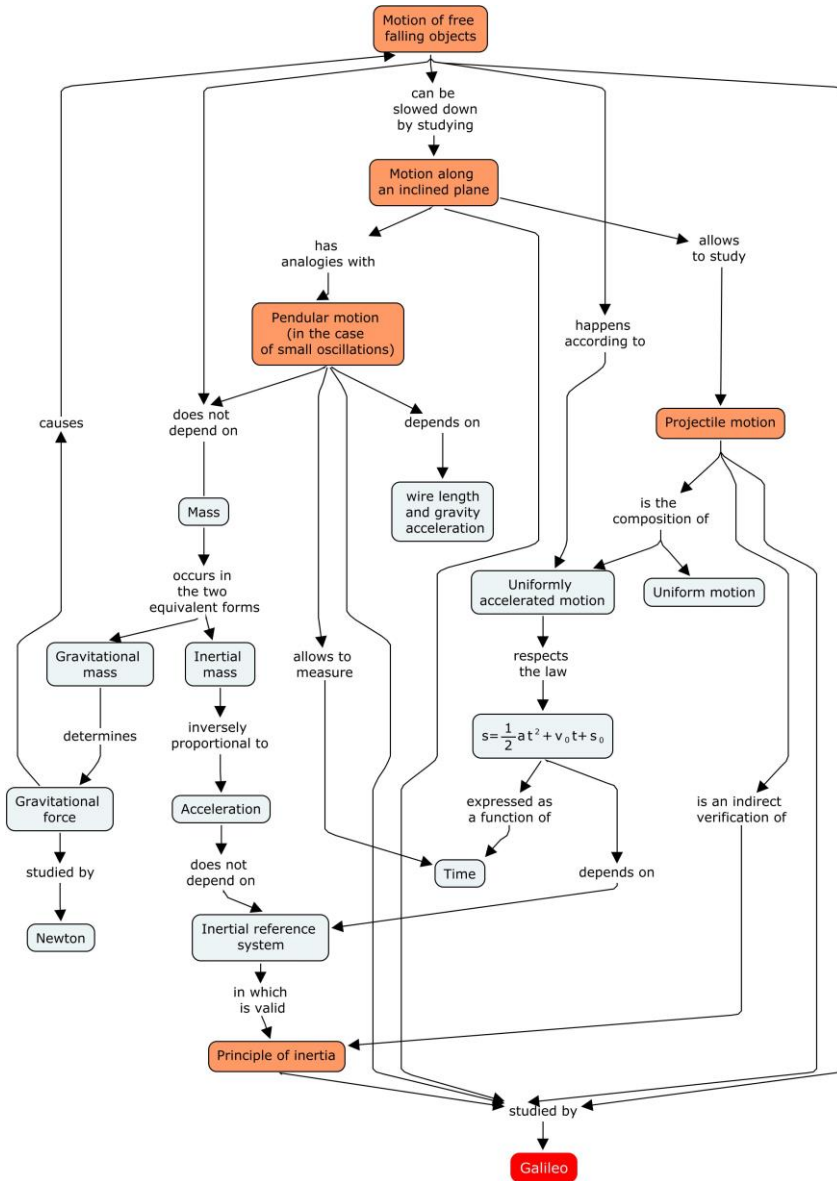 Motion of free
falling objects
can be
slowed down
by studying
Motion along
an inclined plane
has
analogies with
allows
to study
Pendular motion
(in the case
of small oscillations)
happens
according to
causes
does not
depend on
depends on
Projectile motion
wire length
and gravity
acceleration
Mass
is the
composition of
occurs in
the two
equivalent forms
Uniformly
accelerated motion
Uniform motion
Gravitational
mass
Inertial
mass
allows to
measure
respects
the law
determines
inversely
proportional to
s=1/2 at²+v₀t+s₀
Gravitational
force
Acceleration
expressed as
a function of
is an indirect
verification of
studied by
does not
depend on
Time
depends on
Newton
Inertial reference
system
in which
is valid
Principle of inertia
studied by
Galileo